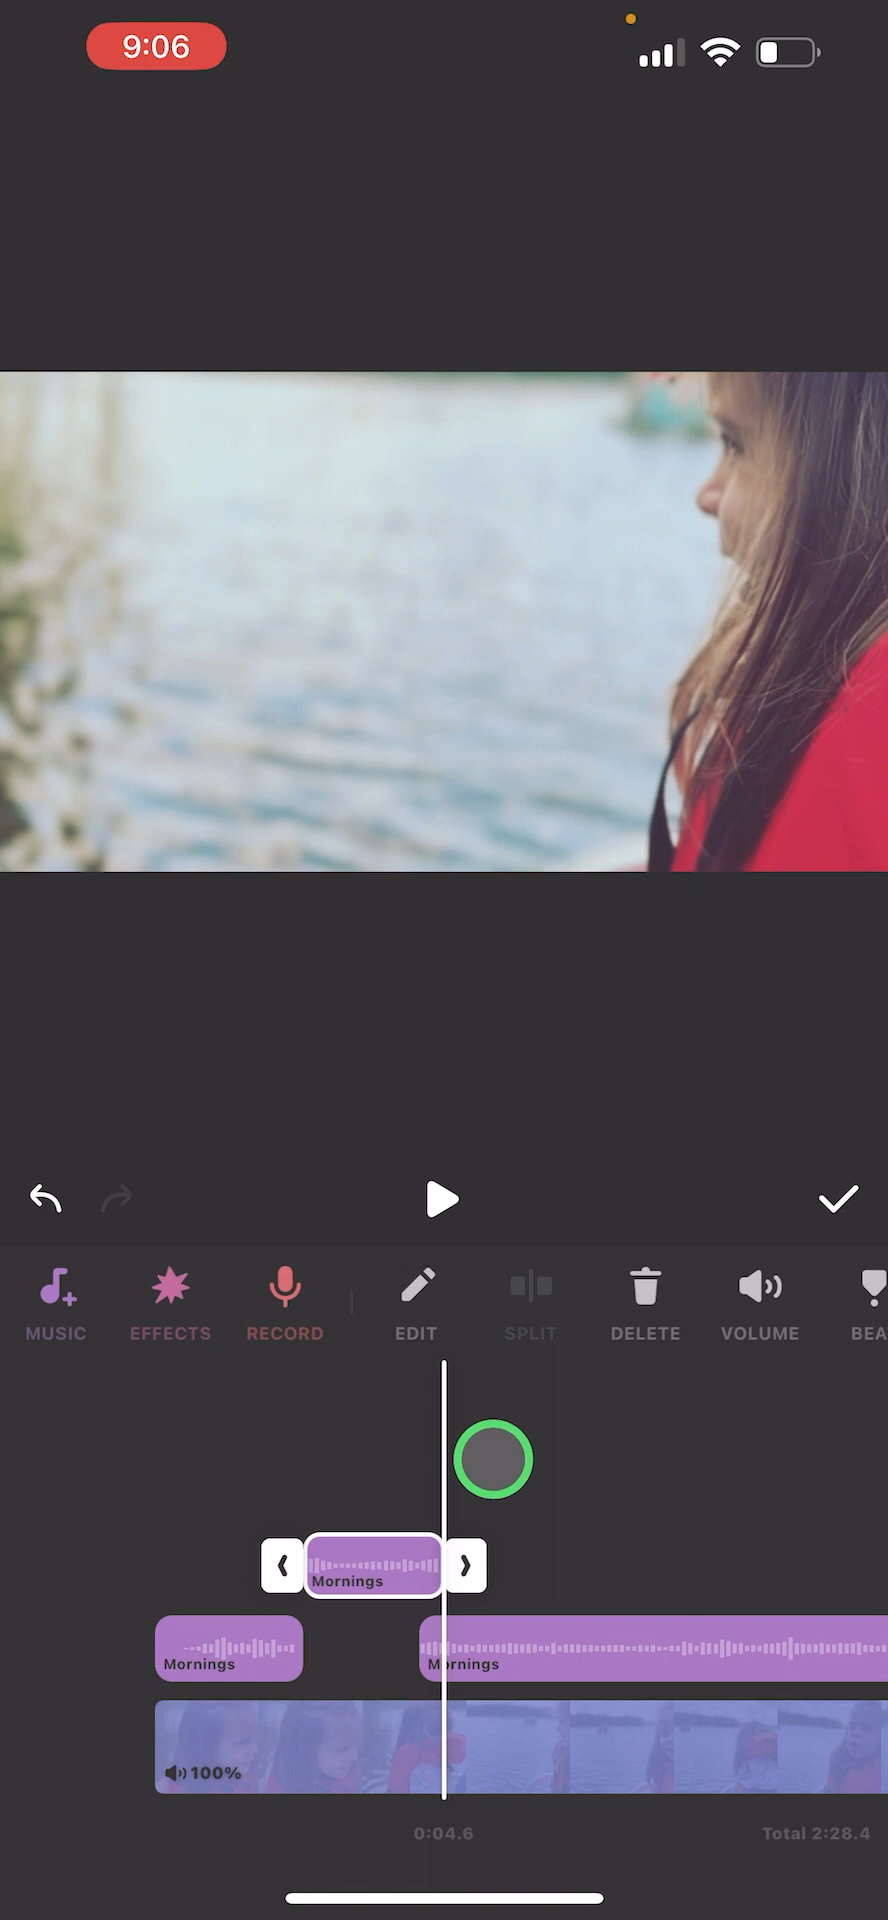 9:06
MUSIC EFFECTS RECORD EDIT SPLIT DELETE VOLUME BEA
Mornings
Mornings Mornings
100%
0:04.6 Total 2:28.4